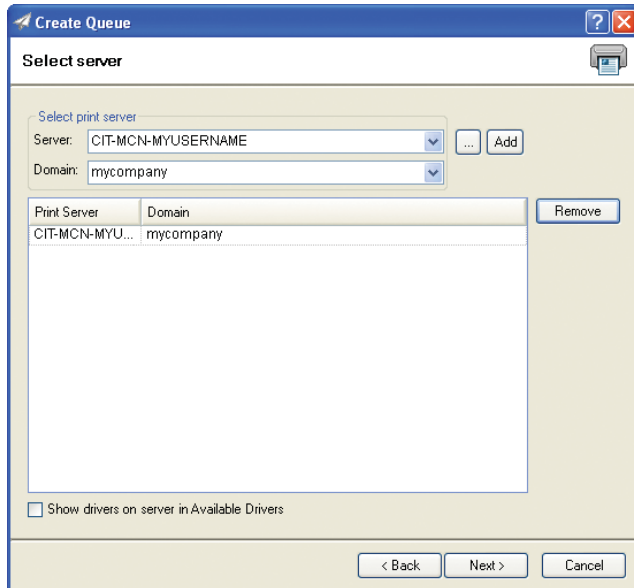 Create Queue
Select server
Select print server
Server: CIT-MCN-MYUSERNAME ... Add
Domain: mycompany
Print Server Domain Remove
CIT-MCN-MYU... mycompany
Show drivers on server in Available Drivers
< Back Next > Cancel